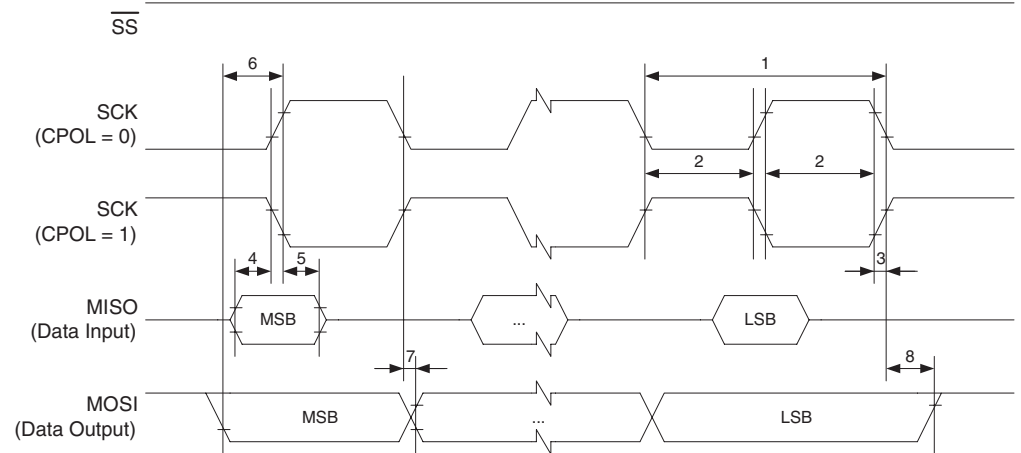 SS
6
1
SCK
(CPOL = 0)
2
2
SCK
(CPOL = 1)
4
5
3
MISO
(Data Input)
MSB
...
LSB
7
8
MOSI
(Data Output)
MSB
...
LSB